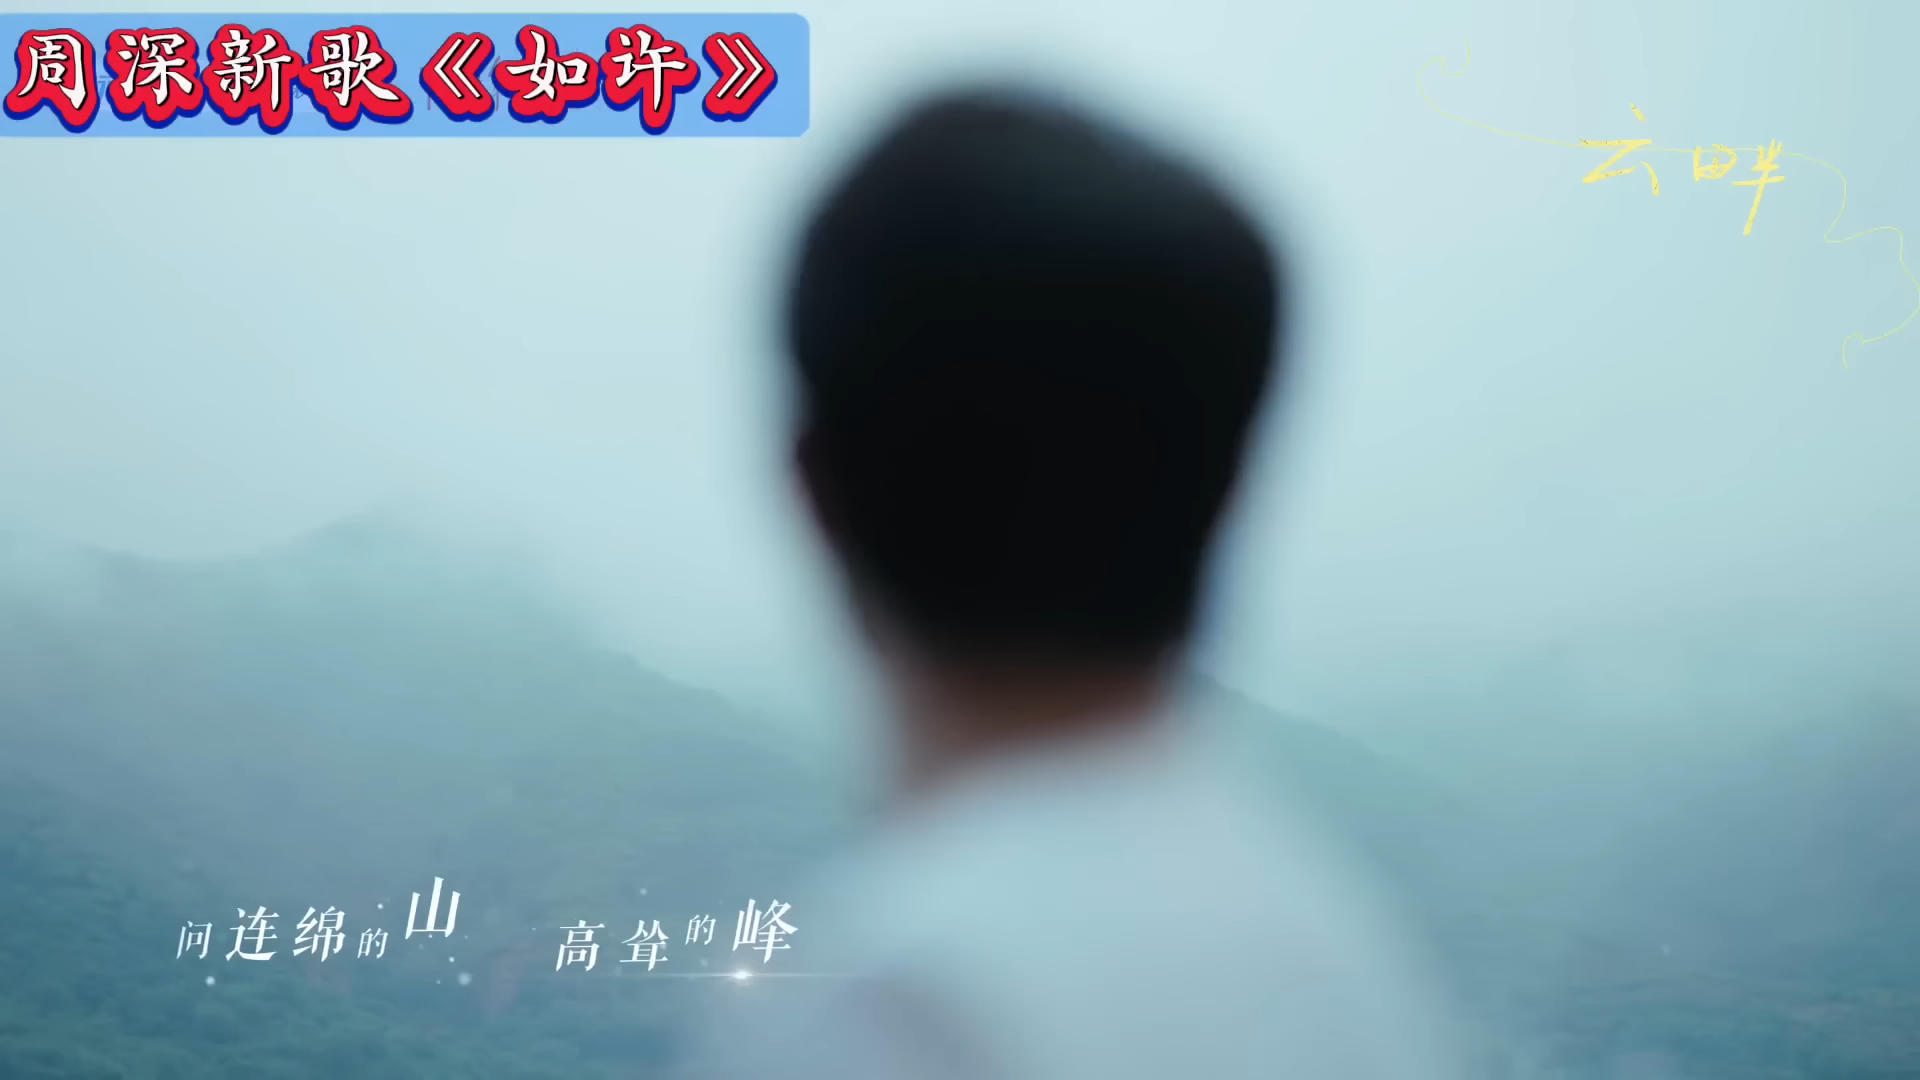 周深新歌《如许》
云畔
问连绵的山 高耸的峰